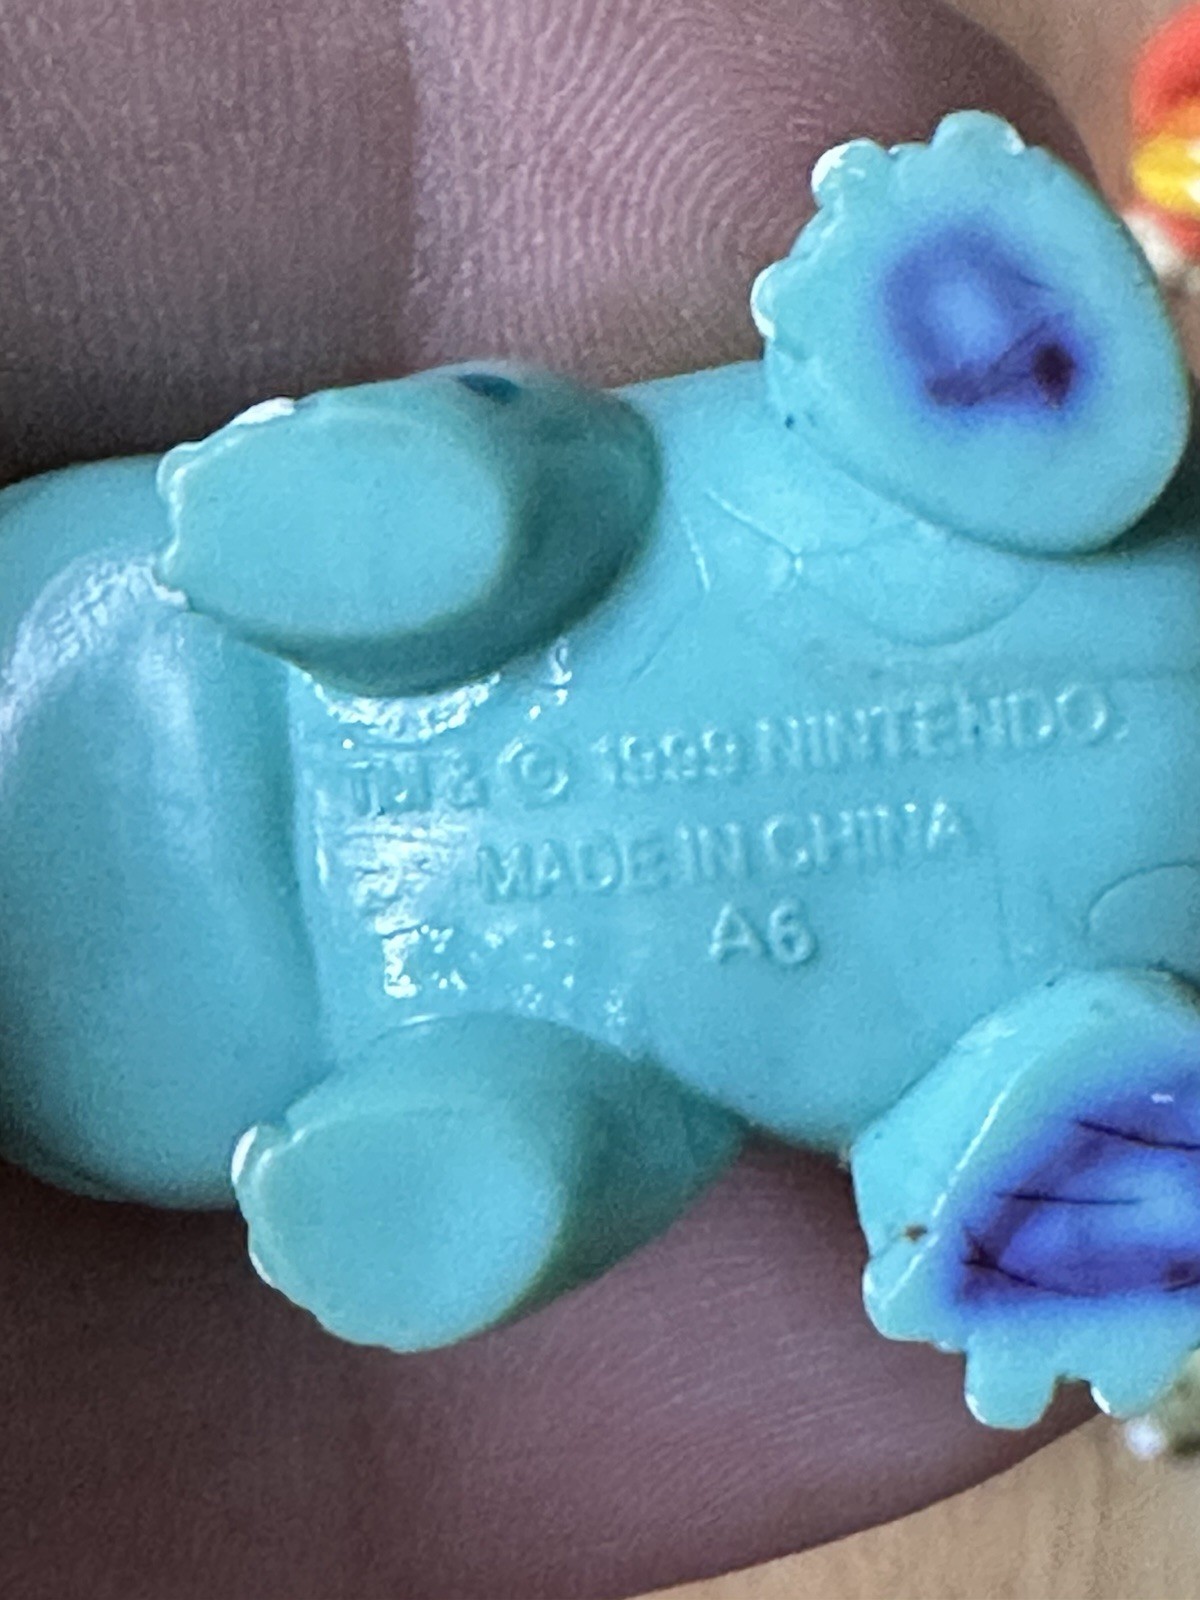 TM & © 1999 NINTENDO.
MADE IN CHINA
A6